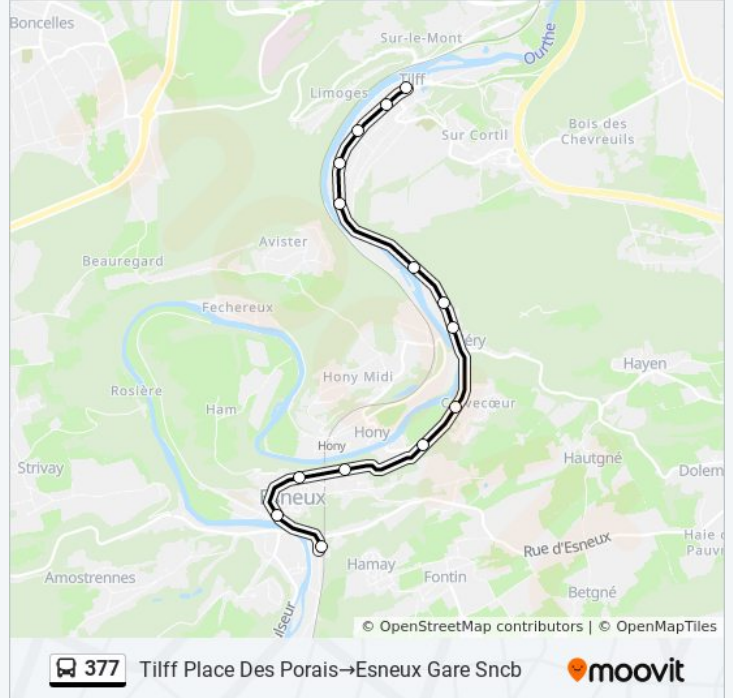 Boncelles
Sur-le-Mont
Ourthe
Tilff
Limoges
Sur Cortil
Bois des
Chevreuils
Avister
Beauregard
Fechereux
éry
Hayen
Hony Midi
Rosière
Ham
Hony
Hony
Hautgné
Strivay
Dolem
Esneux
Rue d'Esneux
Haie d
Pauvr
Amostrennes
Hamay
Fontin
Betgné
ulseur
© OpenStreetMap contributors | © OpenMapTiles
377 Tilff Place Des Porais→Esneux Gare Sncb
moovit